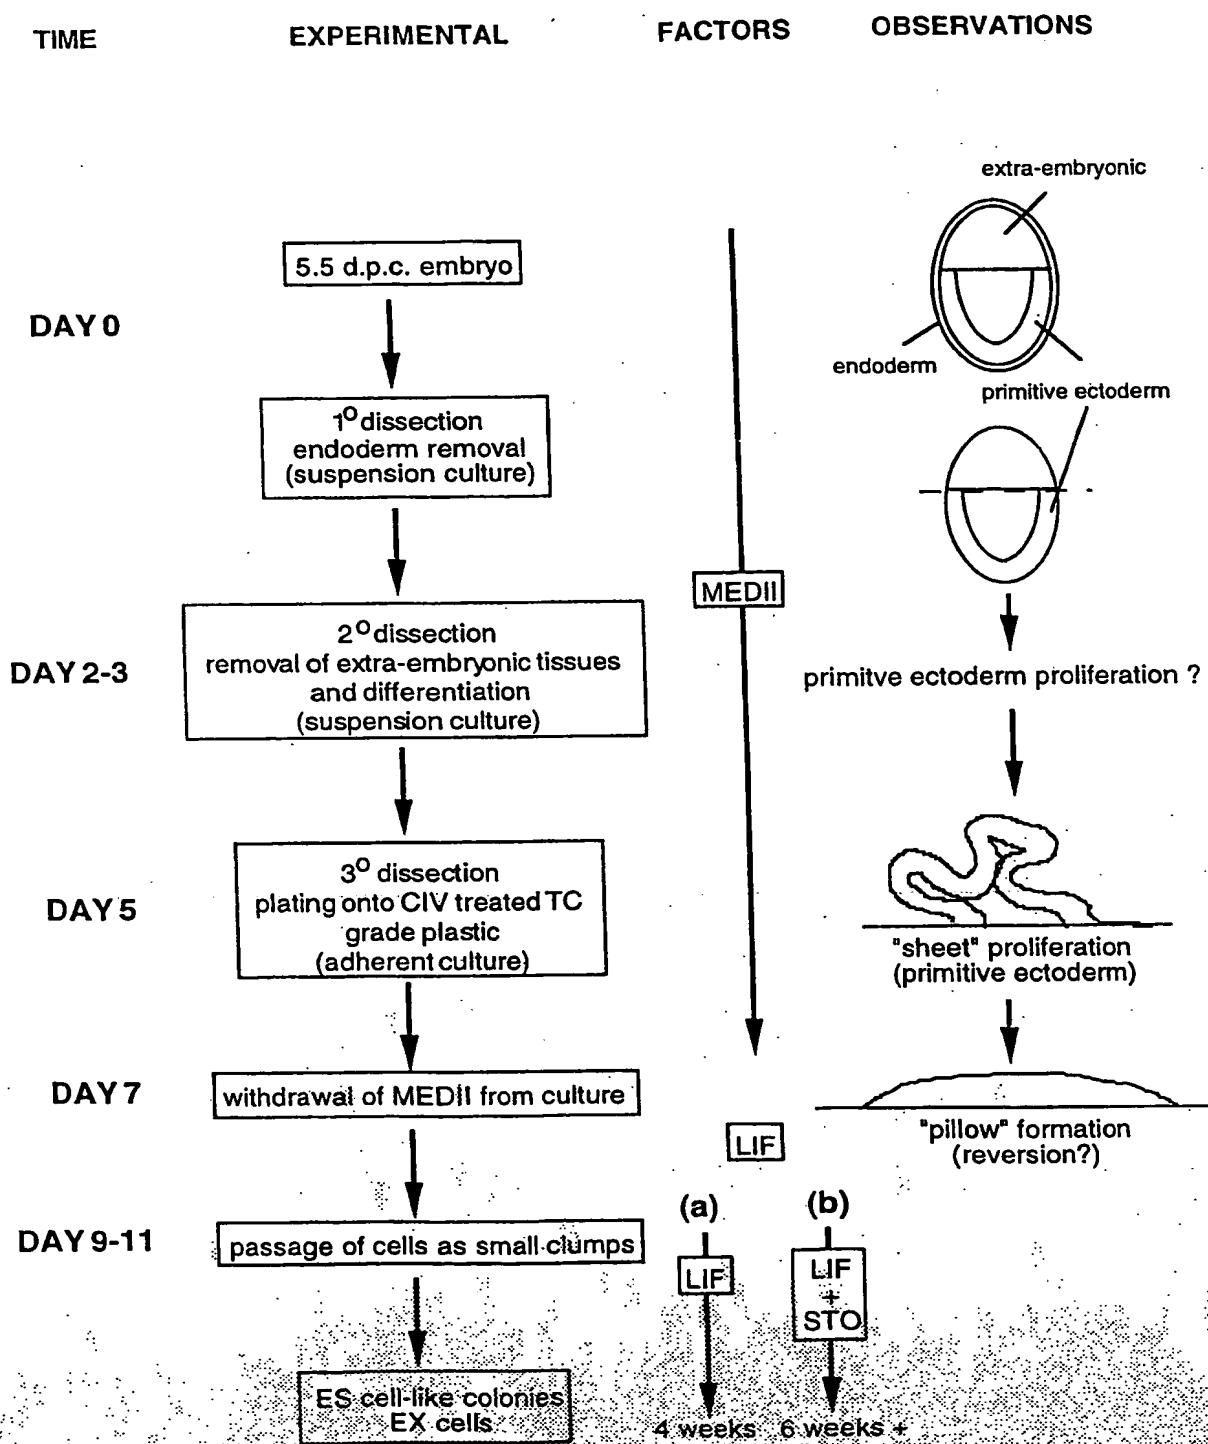 TIME
EXPERIMENTAL
FACTORS
OBSERVATIONS
extra-embryonic
5.5 d.p.c. embryo
DAY 0
endoderm
primitive ectoderm
1° dissection
endoderm removal
(suspension culture)
MEDII
DAY 2-3
2° dissection
removal of extra-embryonic tissues
and differentiation
(suspension culture)
primitve ectoderm proliferation ?
DAY 5
3° dissection
plating onto CIV treated TC
grade plastic
(adherent culture)
"sheet" proliferation
(primitive ectoderm)
DAY 7
withdrawal of MEDII from culture
"pillow" formation
(reversion?)
LIF
DAY 9-11
passage of cells as small clumps
(a)
(b)
LIF
LIF
+
STO
ES cell-like colonies
EX cells
4 weeks
6 weeks +